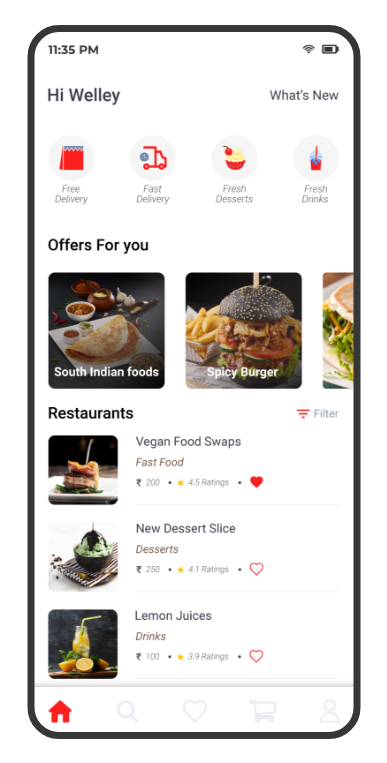 11:35 PM
Hi Welley
What's New
Free
Delivery
Fast
Delivery
Fresh
Desserts
Fresh
Drinks
Offers For you
South Indian foods
Spicy Burger
Restaurants
Filter
Vegan Food Swaps
Fast Food
₹ 200 • 4.5 Ratings •
New Dessert Slice
Desserts
₹ 250 • 4.1 Ratings •
Lemon Juices
Drinks
₹ 100 • 3.9 Ratings •